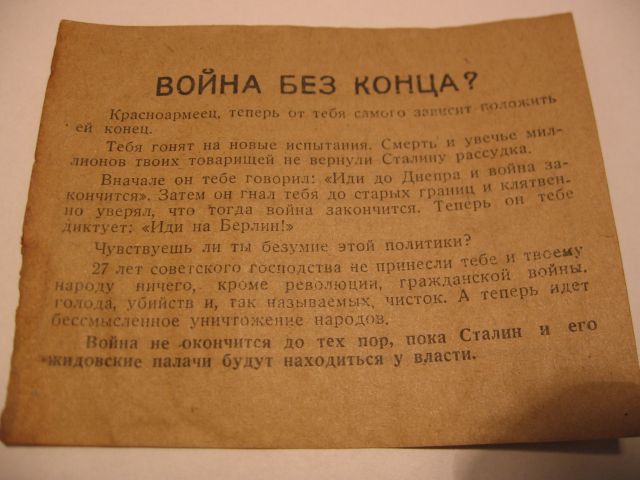 ВОЙНА БЕЗ КОНЦА?
Красноармеец, теперь от тебя самого зависит положить
ей конец.
Тебя гонят на новые испытания. Смерть и увечье мил-
лионов твоих товарищей не вернули Сталину рассудка.
Вначале он тебе говорил: «Иди до Днепра и война за-
кончится». Затем он гнал тебя до старых границ и клятвен-
но уверял, что тогда война закончится. Теперь он тебе
диктует: «Иди на Берлин!»
Чувствуешь ли ты безумие этой политики?
27 лет советского господства не принесли тебе и твоему
народу ничего, кроме революции, гражданской войны,
голода, убийств и, так называемых, чисток. А теперь идет
бессмысленное уничтожение народов.
Война не окончится до тех пор, пока Сталин и его
жидовские палачи будут находиться у власти.